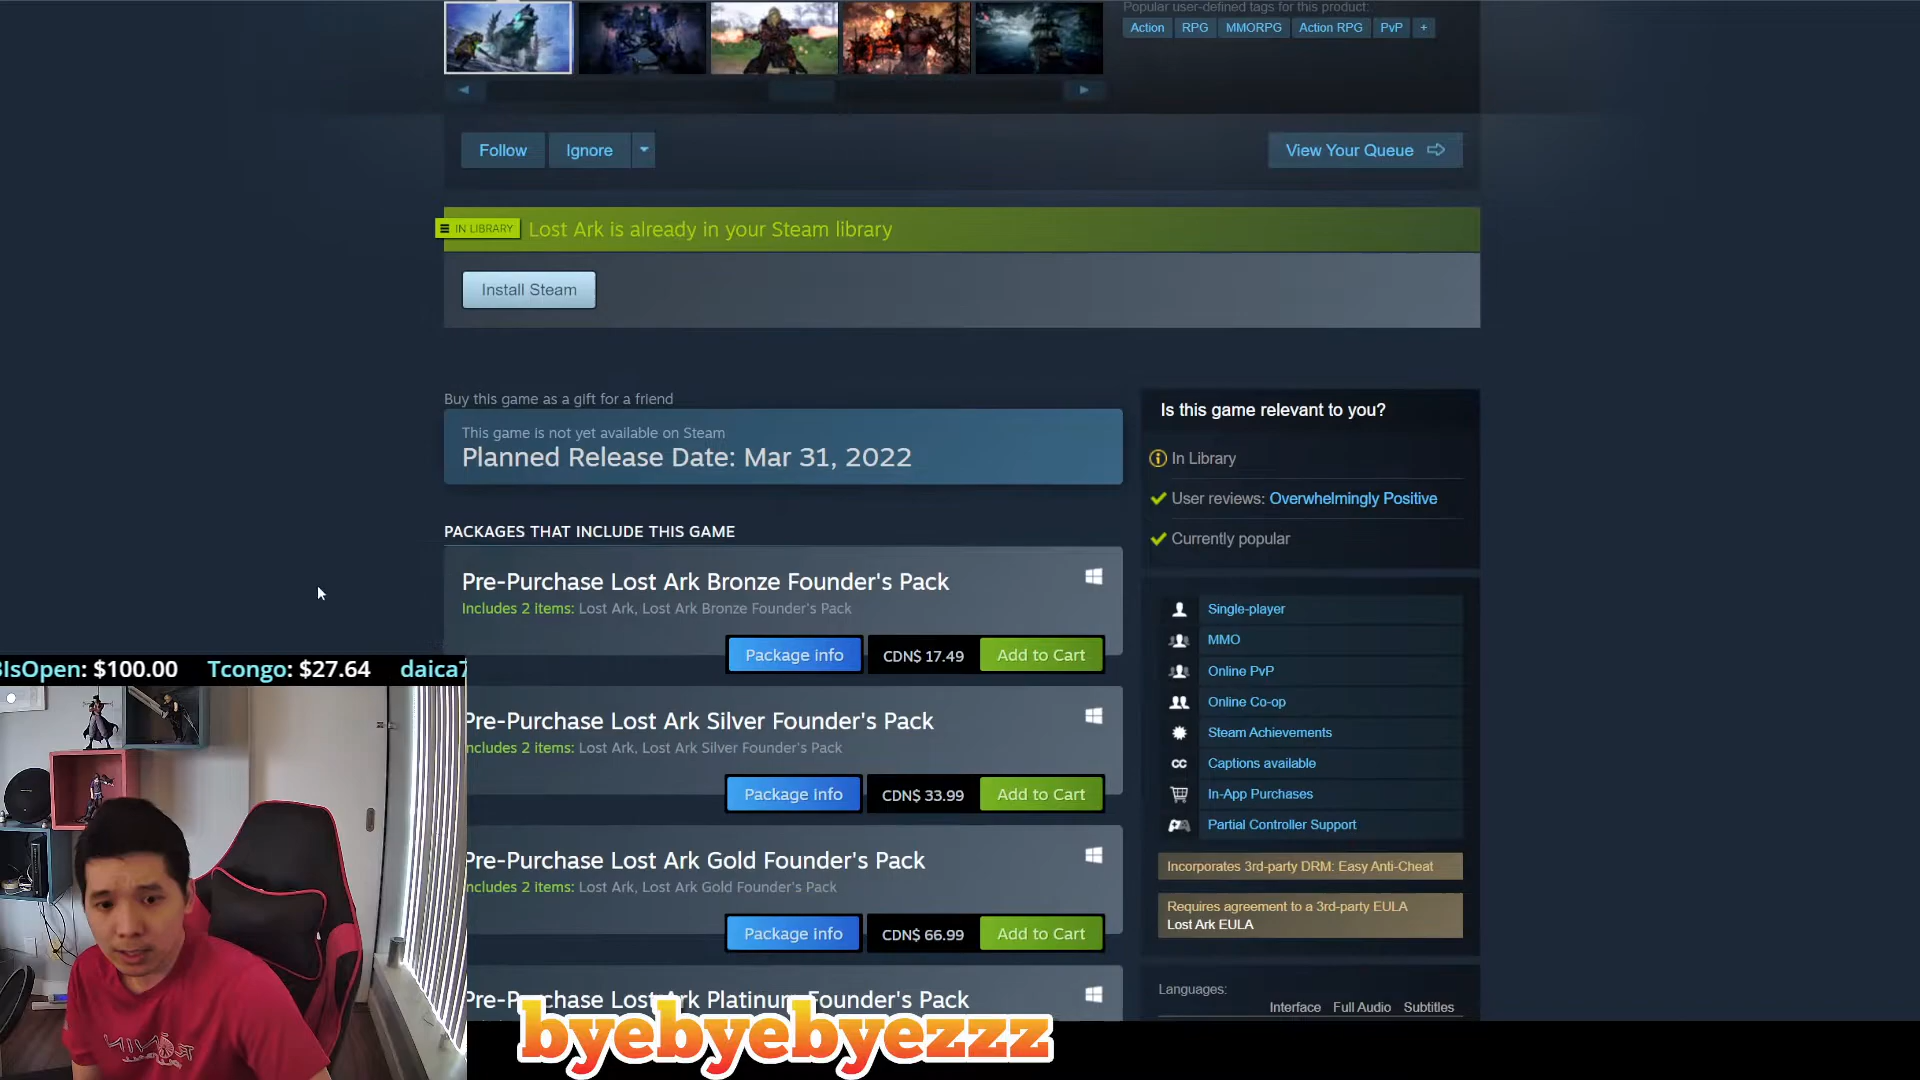 Popular user-defined tags for this product:
Action RPG MMORPG Action RPG PvP +
Follow Ignore
View Your Queue
IN LIBRARY Lost Ark is already in your Steam library
Install Steam
Buy this game as a gift for a friend
This game is not yet available on Steam
Planned Release Date: Mar 31, 2022
PACKAGES THAT INCLUDE THIS GAME
Pre-Purchase Lost Ark Bronze Founder's Pack
Includes 2 items: Lost Ark, Lost Ark Bronze Founder's Pack
Package info CDN$ 17.49 Add to Cart
Pre-Purchase Lost Ark Silver Founder's Pack
ncludes 2 items: Lost Ark, Lost Ark Silver Founder's Pack
Package info CDN$ 33.99 Add to Cart
Pre-Purchase Lost Ark Gold Founder's Pack
ncludes 2 items: Lost Ark, Lost Ark Gold Founder's Pack
Package info CDN$ 66.99 Add to Cart
Pre-Purchase Lost Ark Platinum Founder's Pack
Is this game relevant to you?
In Library
User reviews: Overwhelmingly Positive
Currently popular
Single-player
MMO
Online PvP
Online Co-op
Steam Achievements
CC Captions available
In-App Purchases
Partial Controller Support
Incorporates 3rd-party DRM: Easy Anti-Cheat
Requires agreement to a 3rd-party EULA
Lost Ark EULA
Languages:
Interface Full Audio Subtitles
IsOpen: $100.00 Tcongo: $27.64 daica
byebyebyezzz